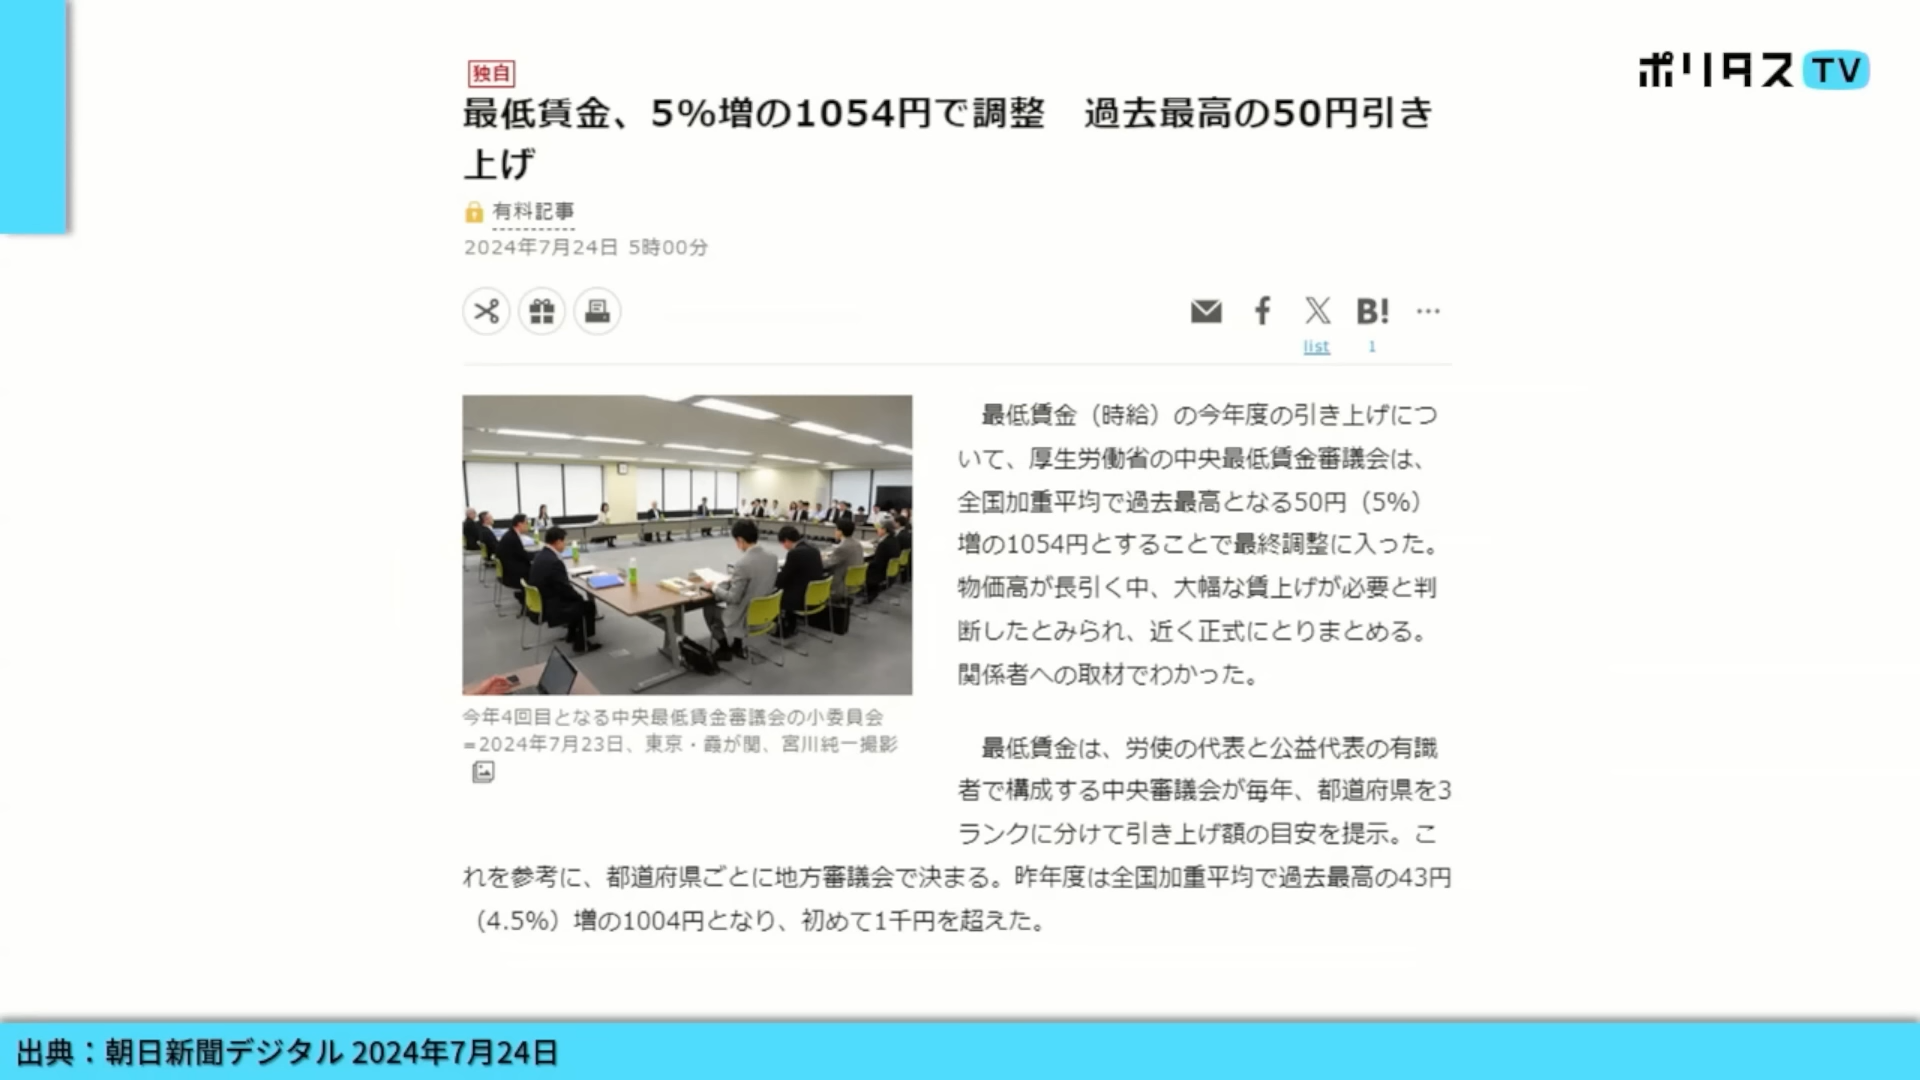 ポリタスTV
独自
最低賃金、5%増の1054円で調整　過去最高の50円引き
上げ
有料記事
2024年7月24日 5時00分
B!
list
1
最低賃金（時給）の今年度の引き上げにつ
いて、厚生労働省の中央最低賃金審議会は、
全国加重平均で過去最高となる50円（5%）
増の1054円とすることで最終調整に入った。
物価高が長引く中、大幅な賃上げが必要と判
断したとみられ、近く正式にとりまとめる。
関係者への取材でわかった。
今年4回目となる中央最低賃金審議会の小委員会
=2024年7月23日、東京・霞が関、宮川純一撮影
最低賃金は、労使の代表と公益代表の有識
者で構成する中央審議会が毎年、都道府県を3
ランクに分けて引き上げ額の目安を提示。こ
れを参考に、都道府県ごとに地方審議会で決まる。昨年度は全国加重平均で過去最高の43円
（4.5%）増の1004円となり、初めて1千円を超えた。
出典：朝日新聞デジタル 2024年7月24日